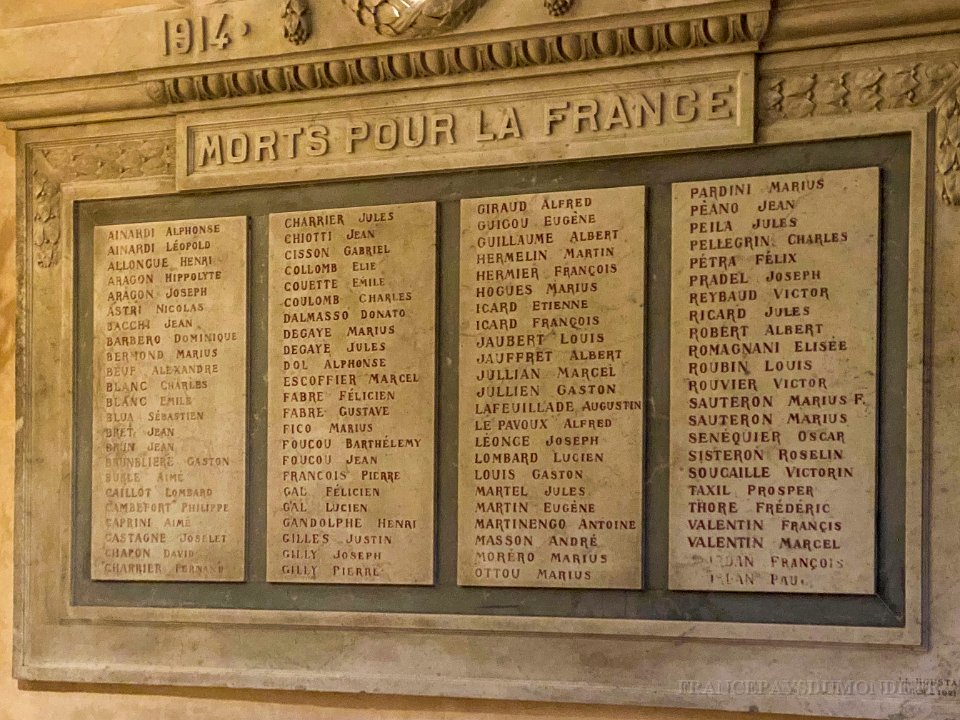 1914 •
MORTS POUR LA FRANCE
AINARDI ALPHONSE
AINARDI LÉOPOLD
ALLONGUE HENRI
ARAGON HIPPOLYTE
ARAGON JOSEPH
ASTRI NICOLAS
BACCHI JEAN
BARBERO DOMINIQUE
BERMOND MARIUS
BEUF ALEXANDRE
BLANC CHARLES
BLANC EMILE
BLUA SÉBASTIEN
BRET JEAN
BRUN JEAN
BRUNELIÈRE GASTON
AIMÉ
CAILLOT LOMBARD
CAMBEFORT PHILIPPE
CAPRINI AIMÉ
CASTAGNE JOSELET
CHAPON DAVID
CHARRIER FERNAND
CHARRIER JULES
CHIOTTI JEAN
CISSON GABRIEL
COLLOMB ELIE
COUETTE EMILE
COULOMB CHARLES
DALMASSO DONATO
DEGAYE MARIUS
DEGAYE JULES
DOL ALPHONSE
ESCOFFIER MARCEL
FABRE FÉLICIEN
FABRE GUSTAVE
FICO MARIUS
FOUCOU BARTHÉLEMY
FOUCOU JEAN
FRANCOIS PIERRE
GAL FÉLICIEN
GAL LUCIEN
GANDOLPHE HENRI
GILLES JUSTIN
GILLY JOSEPH
GILLY PIERRE
GIRAUD ALFRED
GUIGOU EUGÈNE
GUILLAUME ALBERT
HERMELIN MARTIN
HERMIER FRANÇOIS
HOGUES MARIUS
ICARD ETIENNE
ICARD FRANÇOIS
JAUBERT LOUIS
JAUFFRET ALBERT
JULLIAN MARCEL
JULLIEN GASTON
LAFEUILLADE AUGUSTIN
LE PAVOUX ALFRED
LÉONCE JOSEPH
LOMBARD LUCIEN
LOUIS GASTON
MARTEL JULES
MARTIN EUGÈNE
MARTINENGO ANTOINE
MASSON ANDRÉ
MORÉRO MARIUS
OTTOU MARIUS
PARDINI MARIUS
PÉANO JEAN
PEILA JULES
PELLEGRIN CHARLES
PÉTRA FÉLIX
PRADEL JOSEPH
REYBAUD VICTOR
RICARD JULES
ROBERT ALBERT
ROMAGNANI ELISÉE
ROUBIN LOUIS
ROUVIER VICTOR
SAUTERON MARIUS F.
SAUTERON MARIUS
SENÉQUIER OSCAR
SISTERON ROSELIN
SOUCAILLE VICTORIN
TAXIL PROSPER
THORE FRÉDÉRIC
VALENTIN FRANÇIS
VALENTIN MARCEL
FRANÇOIS
PAUL